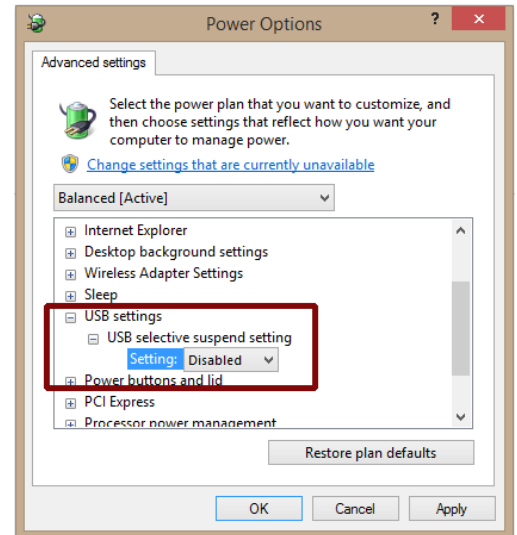 Power Options
?
×
Advanced settings
Select the power plan that you want to customize, and
then choose settings that reflect how you want your
computer to manage power.
Change settings that are currently unavailable
Balanced [Active]
Internet Explorer
Desktop background settings
Wireless Adapter Settings
Sleep
USB settings
USB selective suspend setting
Setting: Disabled
Power buttons and lid
PCI Express
Processor power management
Restore plan defaults
OK Cancel Apply